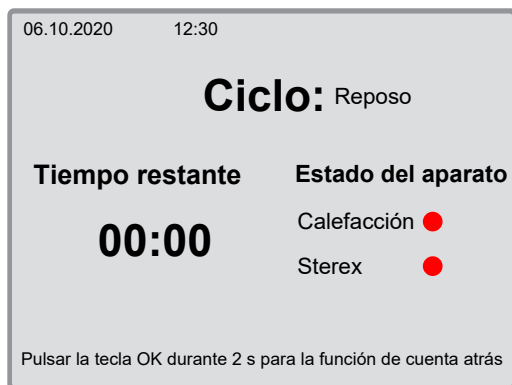 06.10.2020 12:30
Ciclo: Reposo
Tiempo restante
Estado del aparato
00:00
Calefacción
Sterex
Pulsar la tecla OK durante 2 s para la función de cuenta atrás